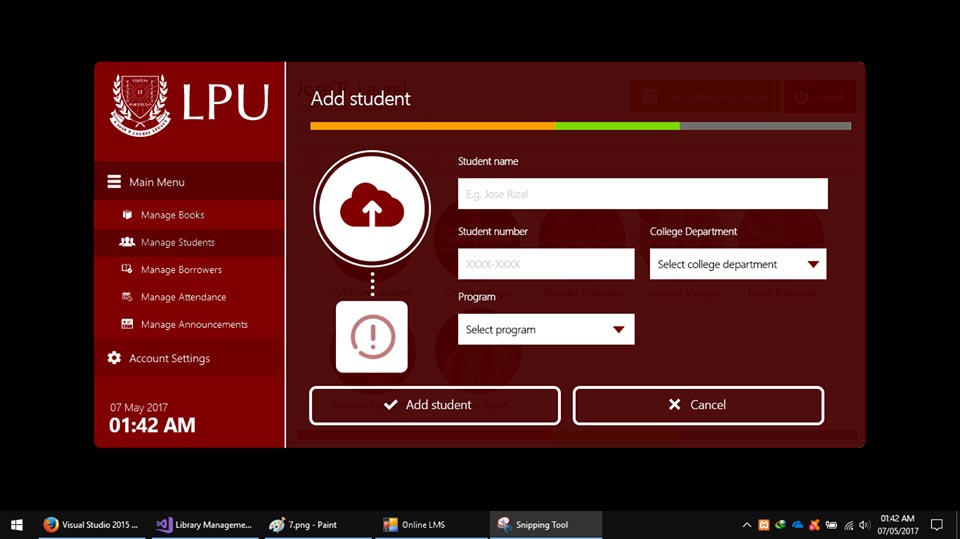 LPU
Main Menu
Manage Books
Manage Students
Manage Borrowers
Manage Attendance
Manage Announcements
Account Settings
07 May 2017
01:42 AM
Jose P. Laurel
Add student
Student name
E.g. Jose Rizal
Student number
College Department
XXXX-XXXX
Select college department
Program
Select program
Add student
Cancel
Visual Studio 2015 ...
Library Manageme...
7.png - Paint
Online LMS
Snipping Tool
01:42 AM
07/05/2017